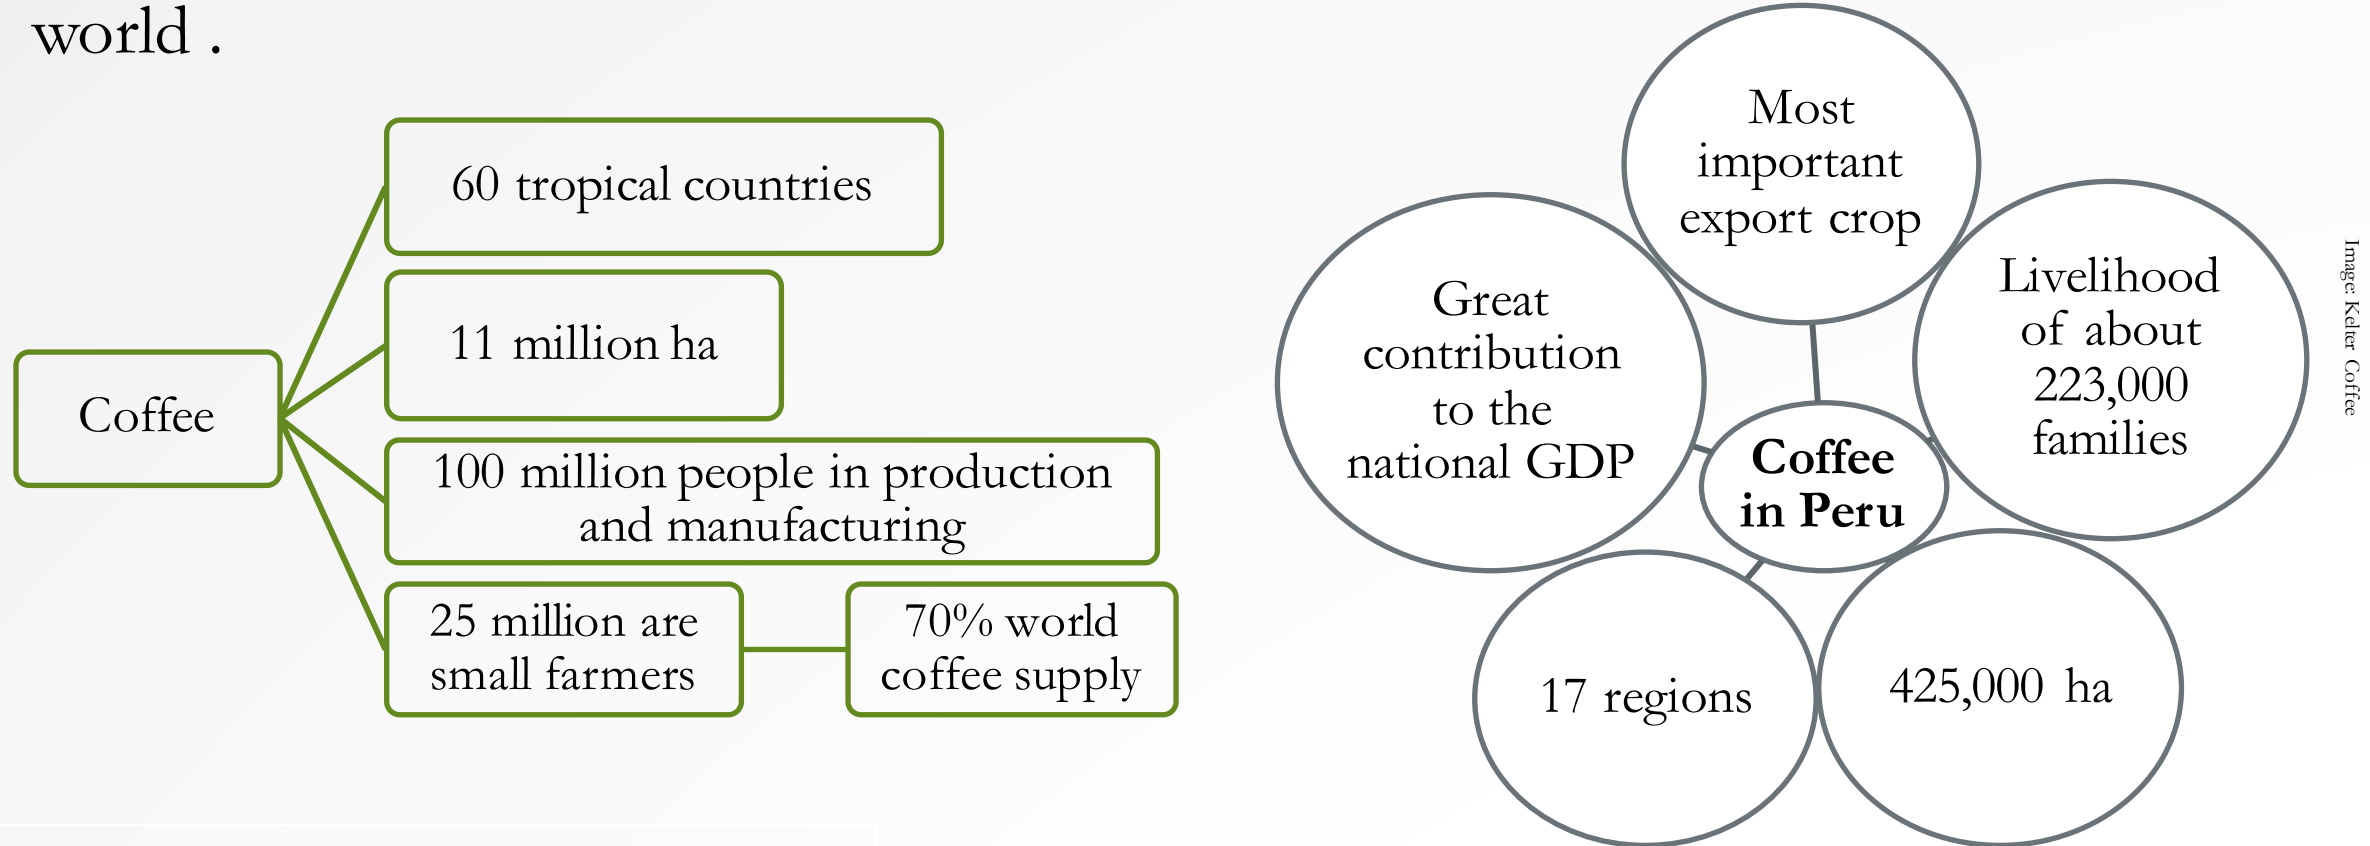 world .
Coffee
60 tropical countries
11 million ha
100 million people in production
and manufacturing
25 million are
small farmers
70% world
coffee supply
Most
important
export crop
Great
contribution
to the
national GDP
Livelihood
of about
223,000
families
Coffee
in Peru
17 regions
425,000 ha
Image: Kelter Coffee